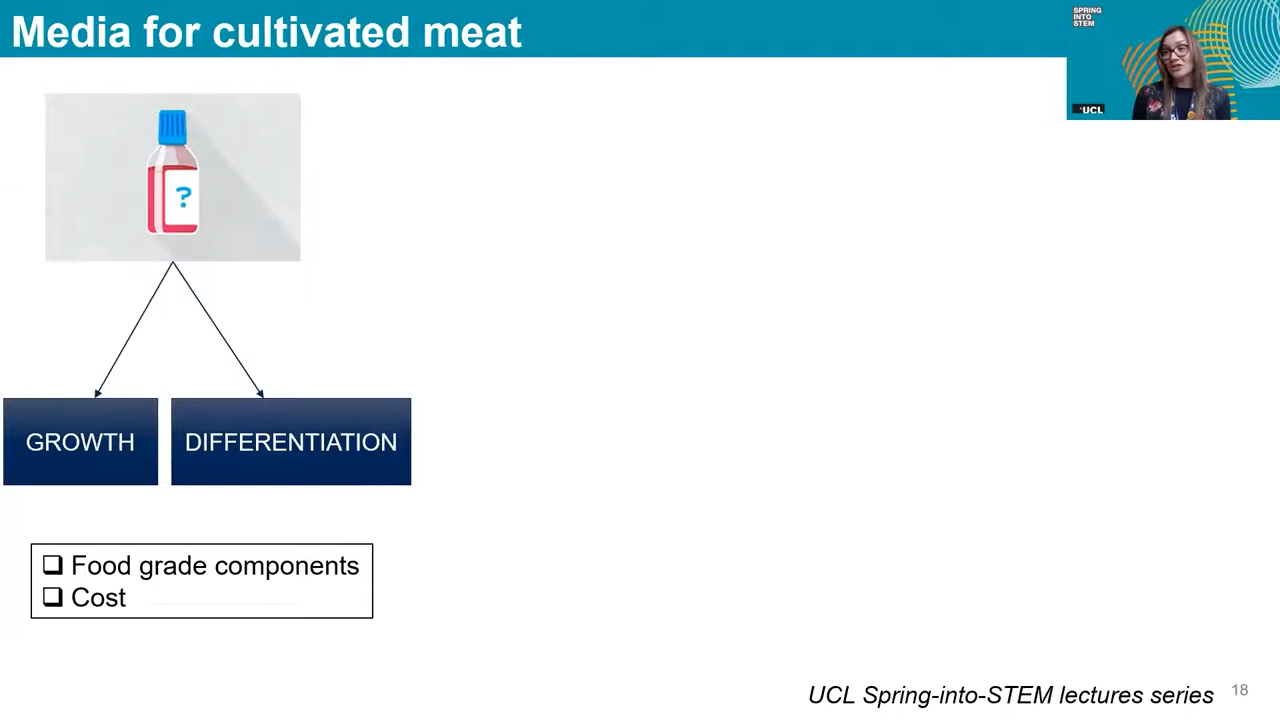 Media for cultivated meat
SPRING
INTO
STEM
UCL
?
GROWTH
DIFFERENTIATION
❑ Food grade components
❑ Cost
UCL Spring-into-STEM lectures series
18